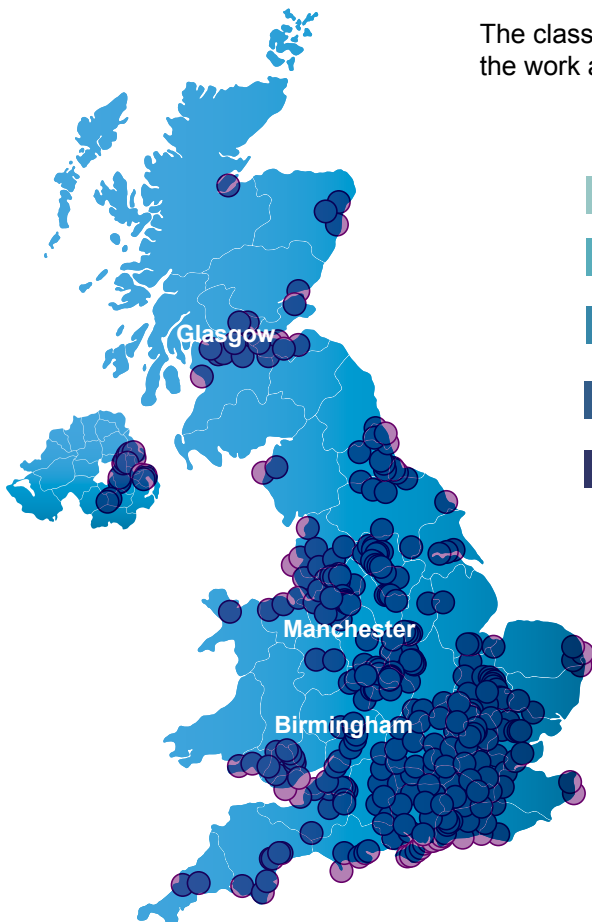 The class
the work a
Glasgow
Manchester
Birmingham